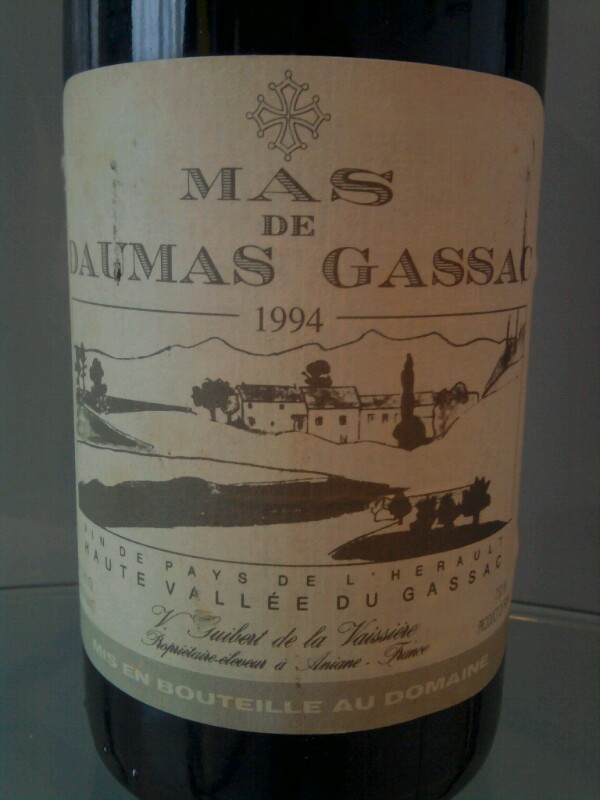 MAS
DE
DAUMAS GASSAC
1994
VIN DE PAYS DE L'HERAULT
HAUTE VALLÉE DU GASSAC
V. Guibert de la Vaissière
Propriétaire-éleveur à Aniane - France
MIS EN BOUTEILLE AU DOMAINE